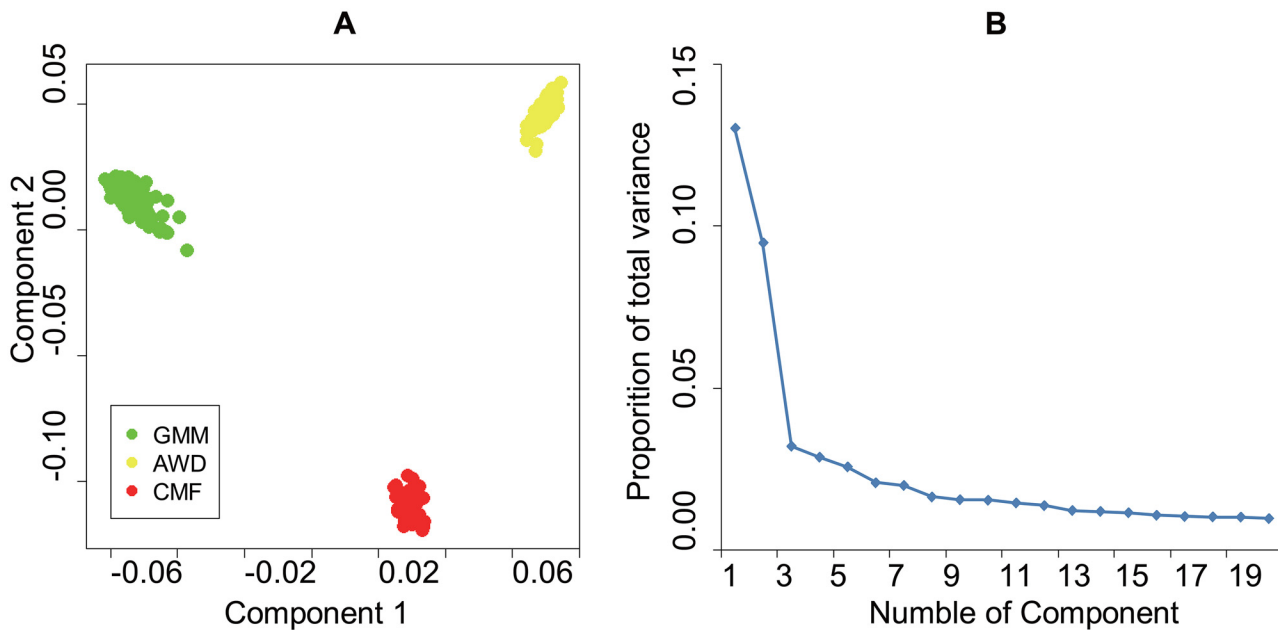 A
Component 2
0.05
0.00
-0.05
-0.10
GMM
AWD
CMF
-0.06 -0.02 0.02 0.06
Component 1
B
Proporition of total variance
0.15
0.10
0.05
0.00
1 3 5 7 9 11 13 15 17 19
Numble of Component